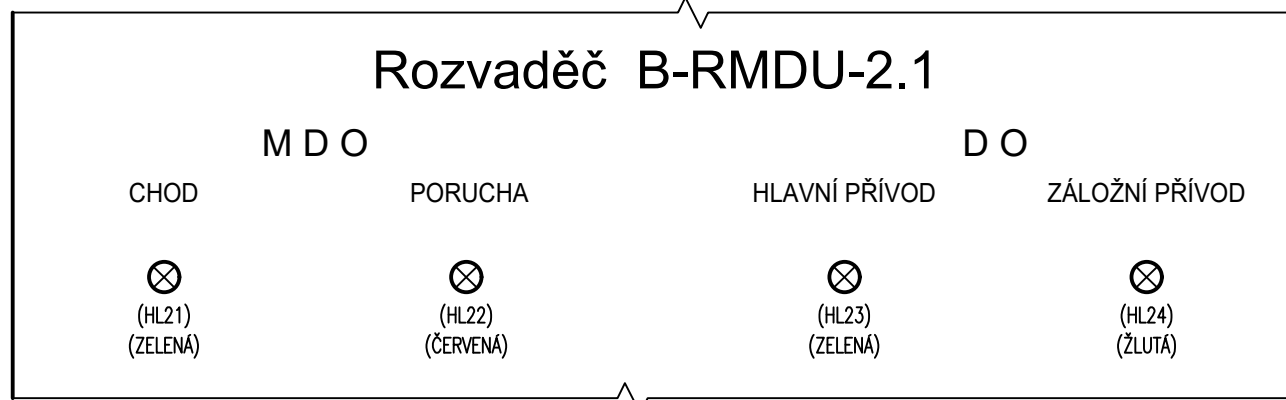 Rozvaděč B-RMDU-2.1
M D O D O
CHOD PORUCHA HLAVNÍ PŘÍVOD ZÁLOŽNÍ PŘÍVOD
(HL21) (HL22) (HL23) (HL24)
(ZELENÁ) (ČERVENÁ) (ZELENÁ) (ŽLUTÁ)